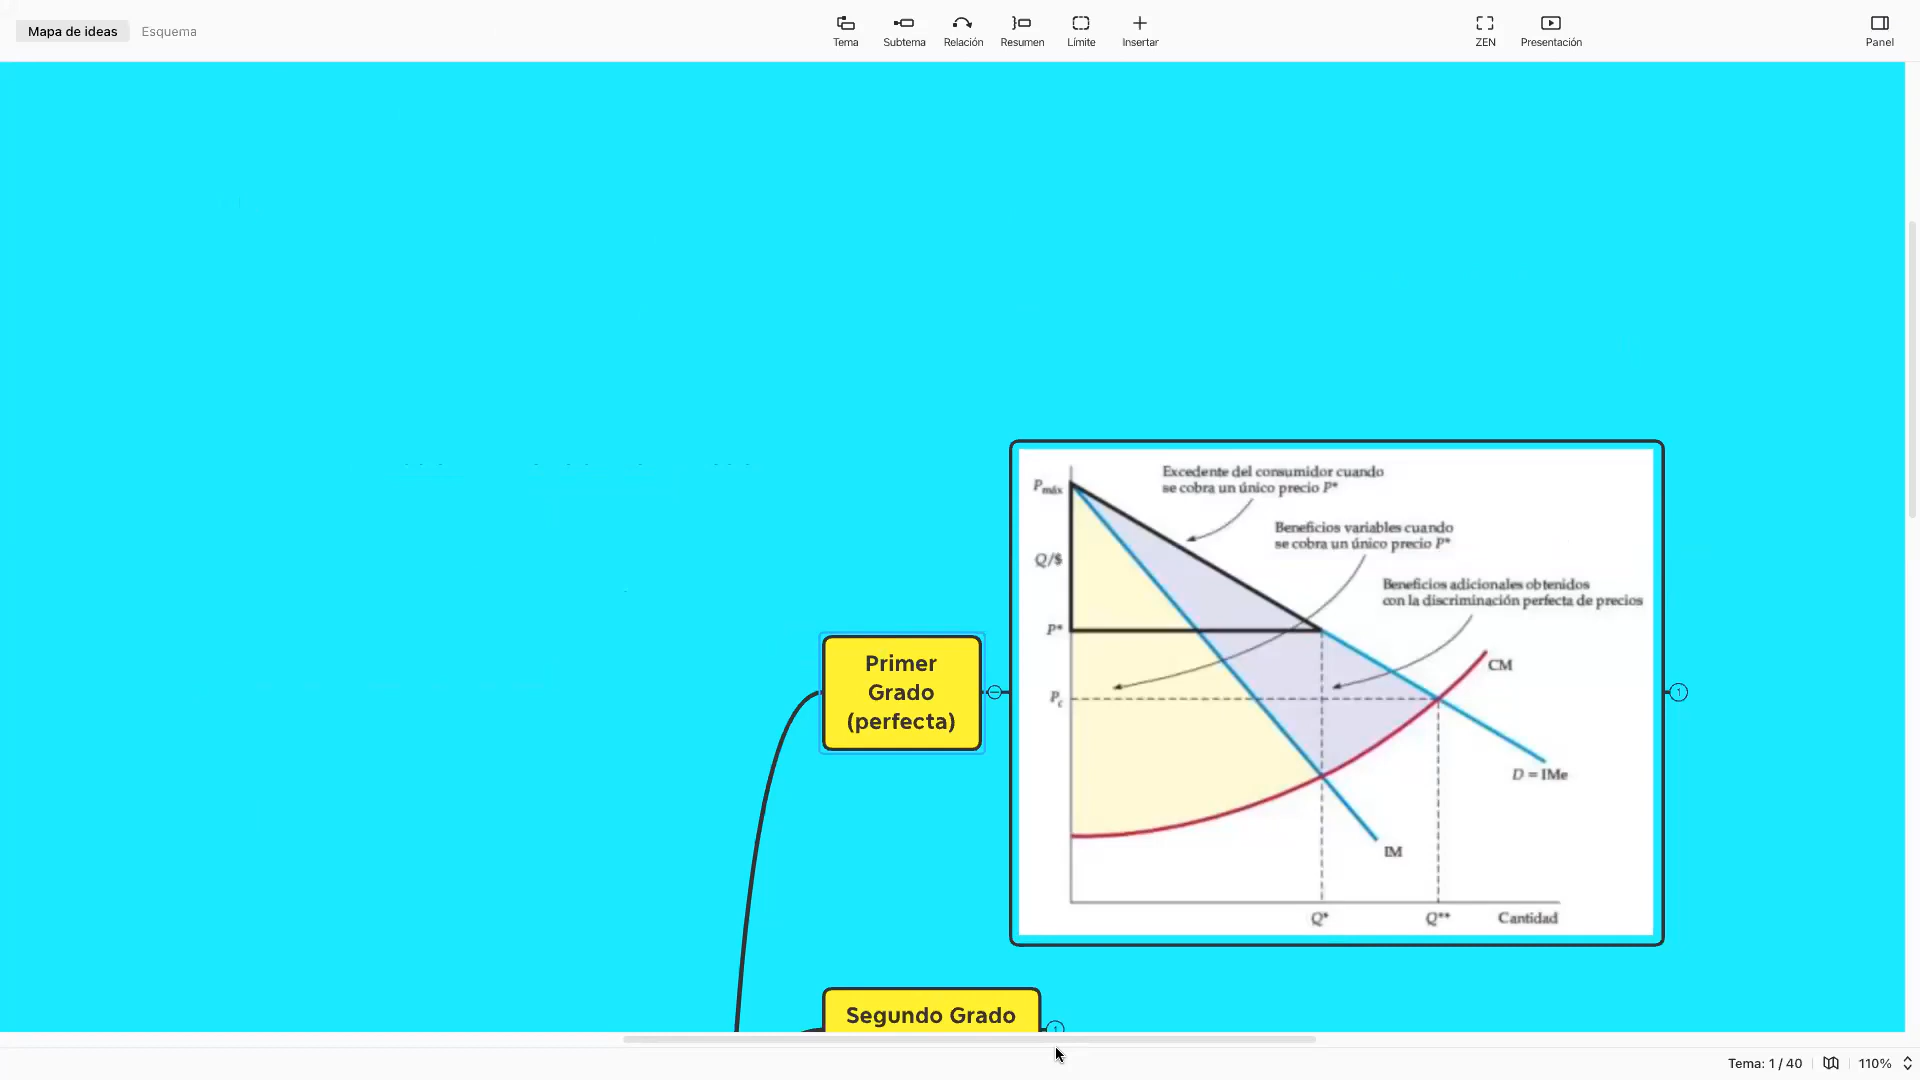 Mapa de ideas
Esquema
Tema
Subtema
Relación
Resumen
Límite
Insertar
ZEN
Presentación
Panel
Excedente del consumidor cuando
se cobra un único precio P*
Pmáx
Beneficios variables cuando
se cobra un único precio P*
Q/$
Beneficios adicionales obtenidos
con la discriminación perfecta de precios
P*
CM
Pc
D = IMe
IM
Q*
Q**
Cantidad
Primer
Grado
(perfecta)
1
Segundo Grado
1
Tema: 1 / 40
110%